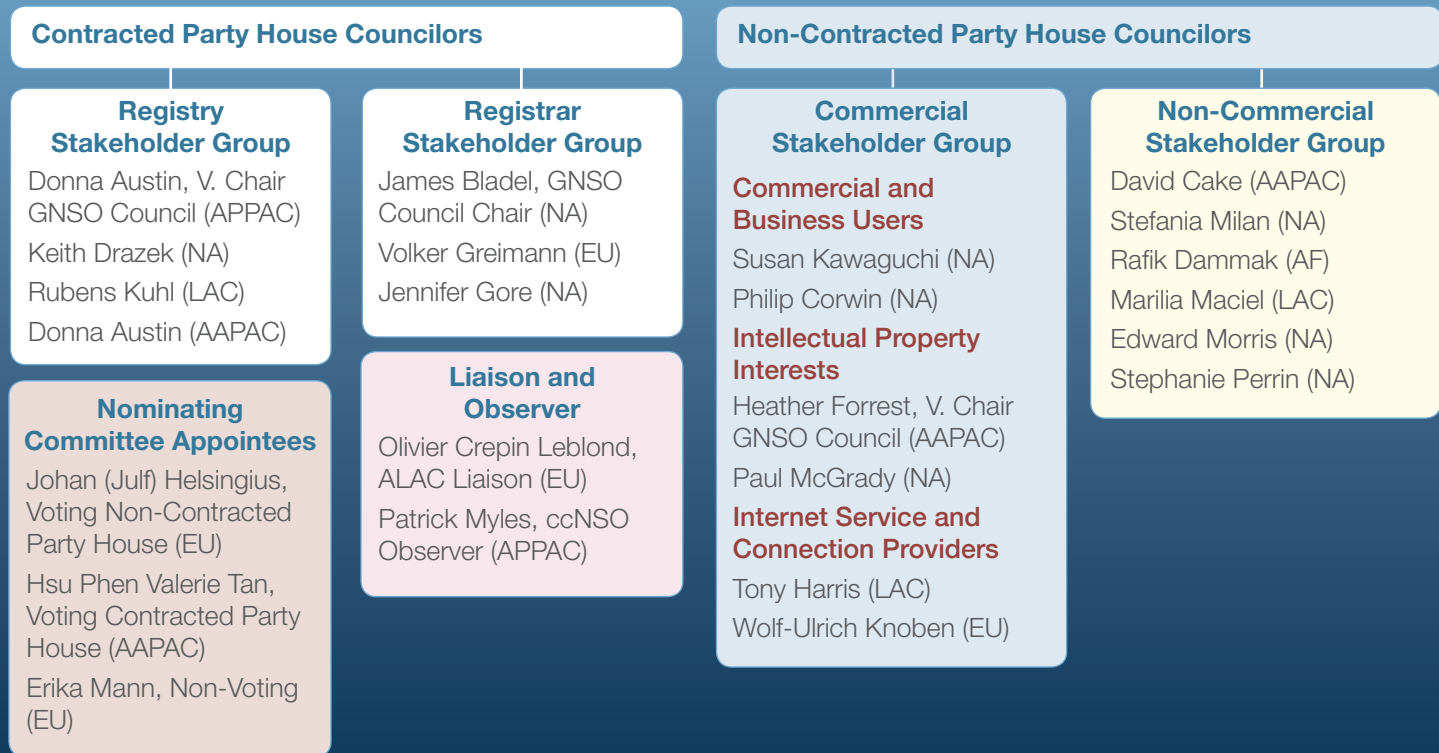 Contracted Party House Councilors
Registry
Stakeholder Group
Donna Austin, V. Chair
GNSO Council (APPAC)
Keith Drazek (NA)
Rubens Kuhl (LAC)
Donna Austin (AAPAC)
Registrar
Stakeholder Group
James Bladel, GNSO
Council Chair (NA)
Volker Greimann (EU)
Jennifer Gore (NA)
Nominating
Committee Appointees
Johan (Julf) Helsingius,
Voting Non-Contracted
Party House (EU)
Hsu Phen Valerie Tan,
Voting Contracted Party
House (AAPAC)
Erika Mann, Non-Voting
(EU)
Liaison and
Observer
Olivier Crepin Leblond,
ALAC Liaison (EU)
Patrick Myles, ccNSO
Observer (APPAC)
Non-Contracted Party House Councilors
Commercial
Stakeholder Group
Commercial and
Business Users
Susan Kawaguchi (NA)
Philip Corwin (NA)
Intellectual Property
Interests
Heather Forrest, V. Chair
GNSO Council (AAPAC)
Paul McGrady (NA)
Internet Service and
Connection Providers
Tony Harris (LAC)
Wolf-Ulrich Knoben (EU)
Non-Commercial
Stakeholder Group
David Cake (AAPAC)
Stefania Milan (NA)
Rafik Dammak (AF)
Marilia Maciel (LAC)
Edward Morris (NA)
Stephanie Perrin (NA)